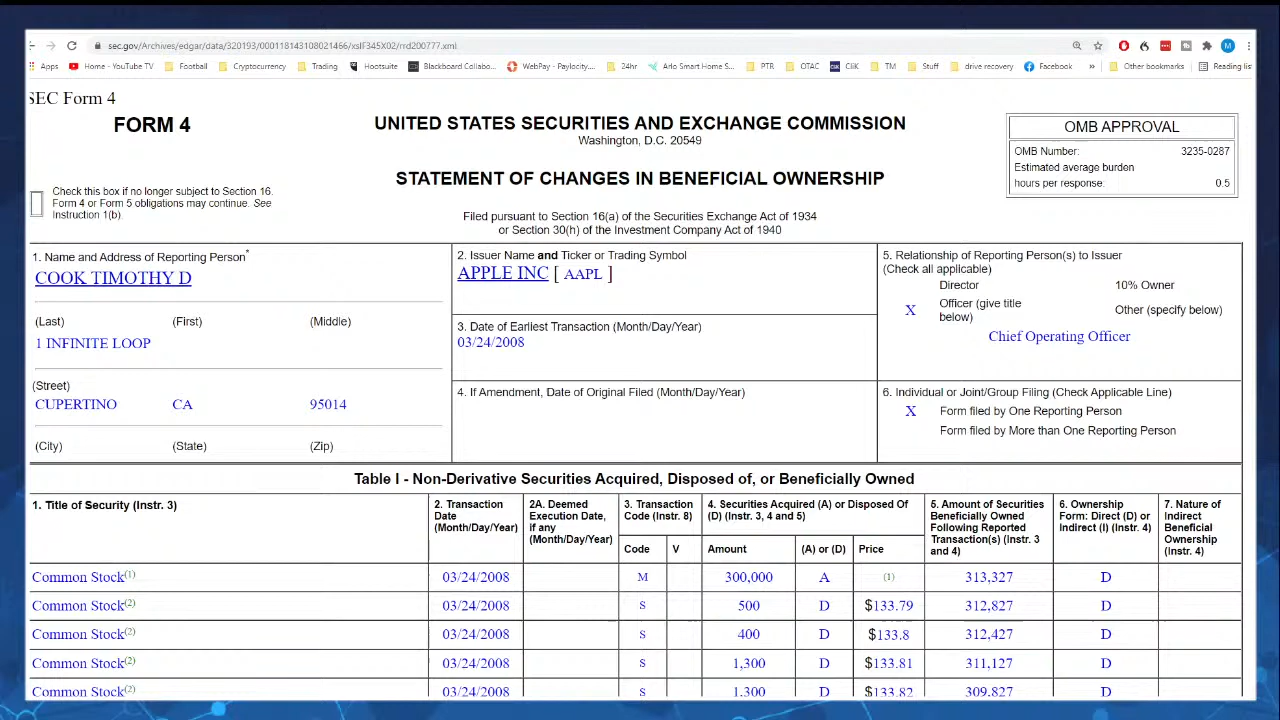 sec.gov/Archives/edgar/data/320193/000118143108021466/xslF345X02/rrd200777.xml
Apps Home - YouTube TV Football Cryptocurrency Trading Hootsuite Blackboard Collabo... WebPay - Paylocity... 24hr Arlo Smart Home S... PTR OTAC CliK TM Stuff drive recovery Facebook » Other bookmarks Reading list
SEC Form 4
FORM 4
UNITED STATES SECURITIES AND EXCHANGE COMMISSION
Washington, D.C. 20549
STATEMENT OF CHANGES IN BENEFICIAL OWNERSHIP
Filed pursuant to Section 16(a) of the Securities Exchange Act of 1934
or Section 30(h) of the Investment Company Act of 1940
OMB APPROVAL
OMB Number: 3235-0287
Estimated average burden
hours per response: 0.5
Check this box if no longer subject to Section 16.
Form 4 or Form 5 obligations may continue. See
Instruction 1(b).
1. Name and Address of Reporting Person*
COOK TIMOTHY D
(Last) (First) (Middle)
1 INFINITE LOOP
(Street)
CUPERTINO CA 95014
(City) (State) (Zip)
2. Issuer Name and Ticker or Trading Symbol
APPLE INC [ AAPL ]
3. Date of Earliest Transaction (Month/Day/Year)
03/24/2008
4. If Amendment, Date of Original Filed (Month/Day/Year)
5. Relationship of Reporting Person(s) to Issuer
(Check all applicable)
Director 10% Owner
X Officer (give title
below) Other (specify below)
Chief Operating Officer
6. Individual or Joint/Group Filing (Check Applicable Line)
X Form filed by One Reporting Person
Form filed by More than One Reporting Person
Table I - Non-Derivative Securities Acquired, Disposed of, or Beneficially Owned
1. Title of Security (Instr. 3)
2. Transaction
Date
(Month/Day/Year)
2A. Deemed
Execution Date,
if any
(Month/Day/Year)
3. Transaction
Code (Instr. 8)
4. Securities Acquired (A) or Disposed Of
(D) (Instr. 3, 4 and 5)
5. Amount of Securities
Beneficially Owned
Following Reported
Transaction(s) (Instr. 3
and 4)
6. Ownership
Form: Direct (D) or
Indirect (I) (Instr. 4)
7. Nature of
Indirect
Beneficial
Ownership
(Instr. 4)
Code V Amount (A) or (D) Price
Common Stock(1) 03/24/2008 M 300,000 A (1) 313,327 D
Common Stock(2) 03/24/2008 S 500 D $133.79 312,827 D
Common Stock(2) 03/24/2008 S 400 D $133.8 312,427 D
Common Stock(2) 03/24/2008 S 1,300 D $133.81 311,127 D
Common Stock(2) 03/24/2008 S 1,300 D $133.82 309,827 D